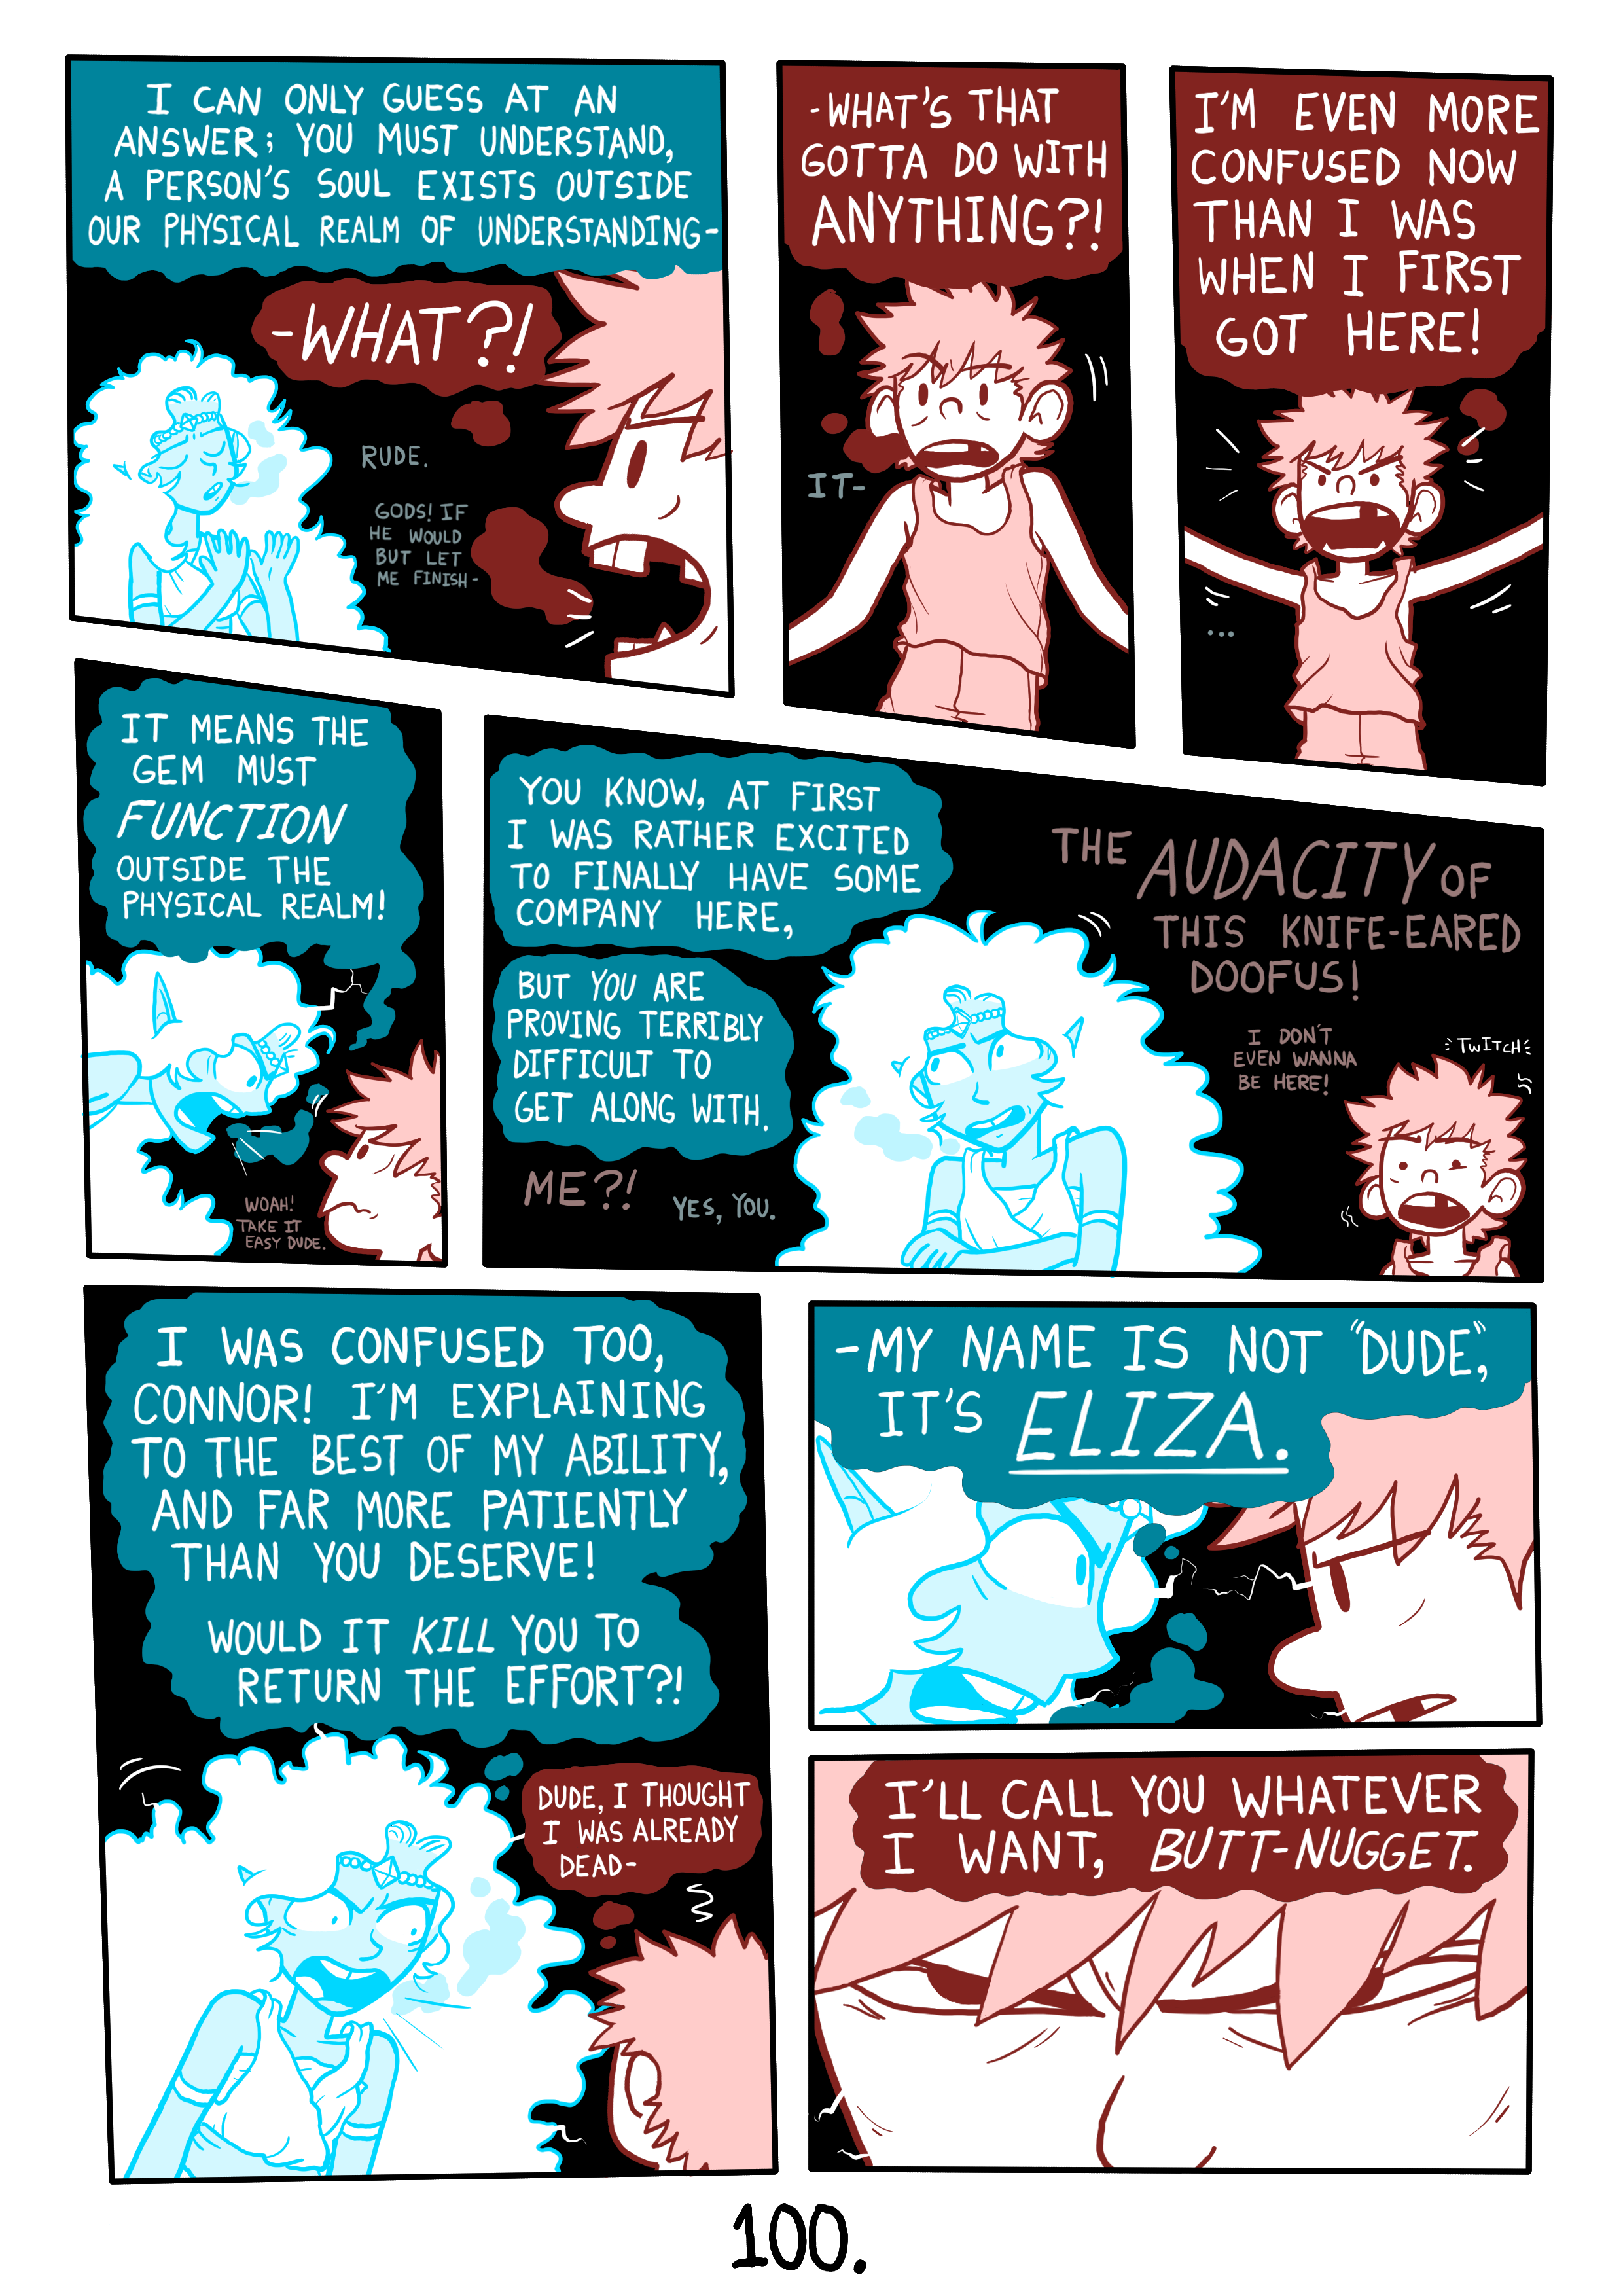 I CAN ONLY GUESS AT AN
ANSWER; YOU MUST UNDERSTAND,
A PERSON'S SOUL EXISTS OUTSIDE
OUR PHYSICAL REALM OF UNDERSTANDING-
-WHAT?!
RUDE.
GODS! IF
HE WOULD
BUT LET
ME FINISH-
-WHAT'S THAT
GOTTA DO WITH
ANYTHING?!
IT-
I'M EVEN MORE
CONFUSED NOW
THAN I WAS
WHEN I FIRST
GOT HERE!
...
IT MEANS THE
GEM MUST
FUNCTION
OUTSIDE THE
PHYSICAL REALM!
WOAH!
TAKE IT
EASY DUDE.
YOU KNOW, AT FIRST
I WAS RATHER EXCITED
TO FINALLY HAVE SOME
COMPANY HERE,
BUT YOU ARE
PROVING TERRIBLY
DIFFICULT TO
GET ALONG WITH.
ME?!
YES, YOU.
THE AUDACITY OF
THIS KNIFE-EARED
DOOFUS!
I DON'T
EVEN WANNA
BE HERE!
TWITCH
I WAS CONFUSED TOO,
CONNOR! I'M EXPLAINING
TO THE BEST OF MY ABILITY,
AND FAR MORE PATIENTLY
THAN YOU DESERVE!
WOULD IT KILL YOU TO
RETURN THE EFFORT?!
DUDE, I THOUGHT
I WAS ALREADY
DEAD-
-MY NAME IS NOT "DUDE",
IT'S ELIZA.
I'LL CALL YOU WHATEVER
I WANT, BUTT-NUGGET.
100.